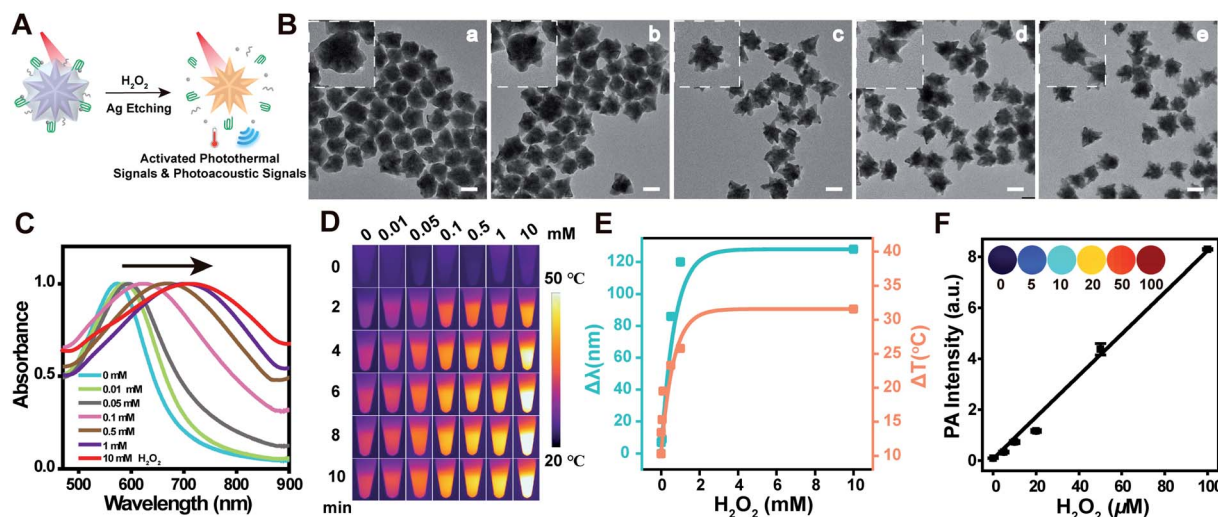 A
H₂O₂
Ag Etching
Activated Photothermal
Signals & Photoacoustic Signals
B
a
b
c
d
e
C
Absorbance
1.0
0.5
0.0
0 mM
0.01 mM
0.05 mM
0.1 mM
0.5 mM
1 mM
10 mM H₂O₂
500 600 700 800 900
Wavelength (nm)
D
0 0.01 0.05 0.1 0.5 1 10 mM
0
2
4
6
8
10
min
50 °C
20 °C
E
Δλ(nm)
120
100
80
60
40
20
0
40
35
30
25
20
15
10
ΔT(°C)
0 2 4 6 8 10
H₂O₂ (mM)
F
PA Intensity (a.u.)
8
4
0
0 5 10 20 50 100
0 20 40 60 80 100
H₂O₂ (μM)